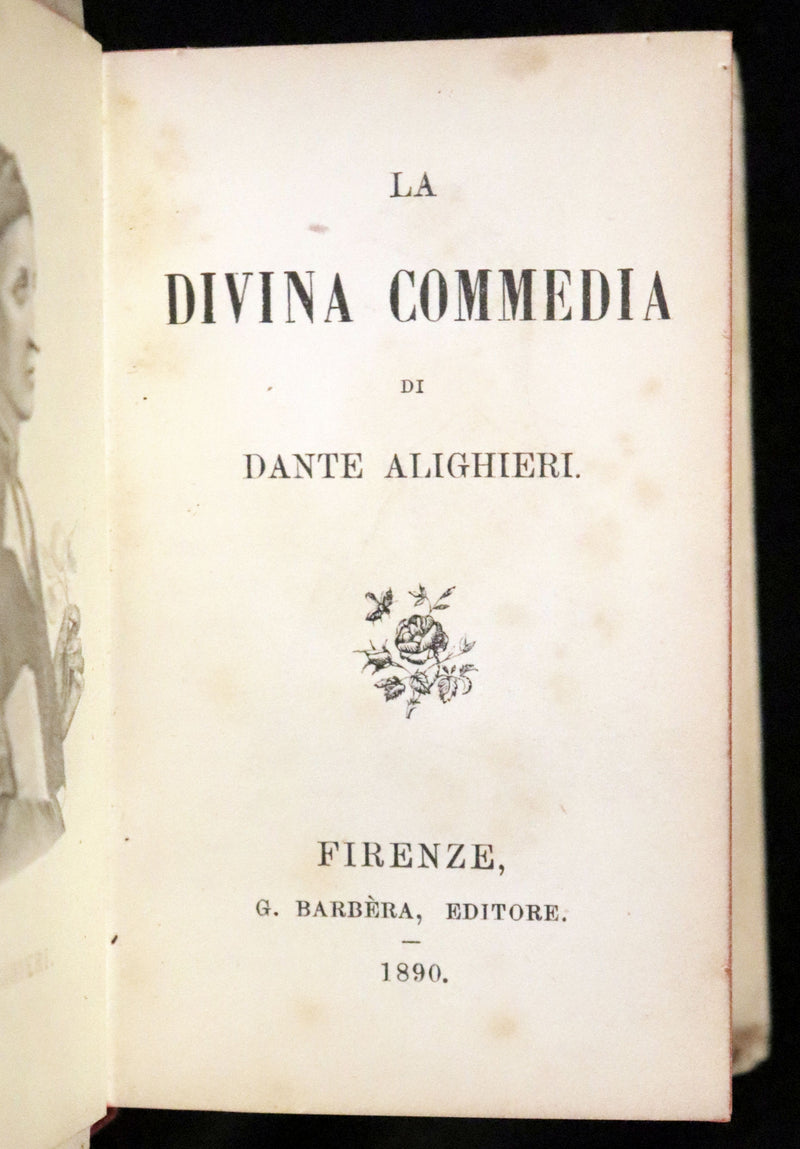 LA
DIVINA COMMEDIA
DI
DANTE ALIGHIERI.
FIRENZE,
G. BARBÈRA, EDITORE.
1890.